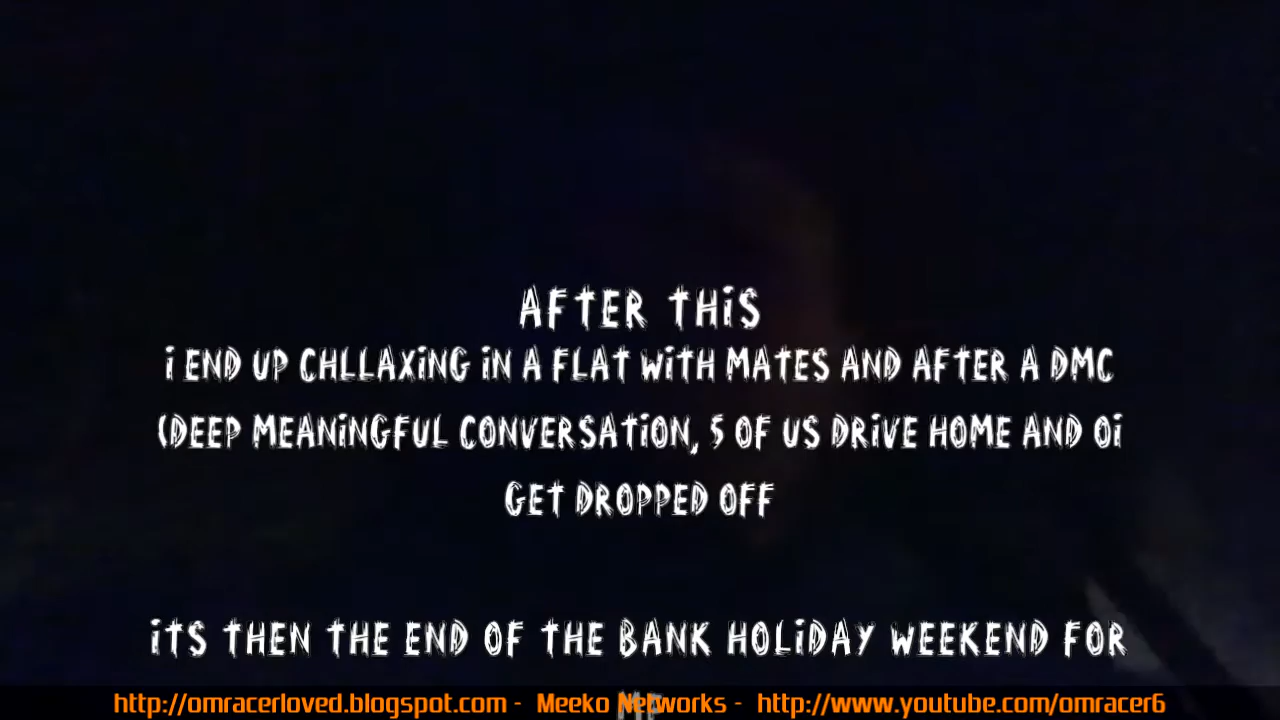 AFTER THiS
i END UP CHLLAXiNG iN A FLAT WiTH MATES AND AFTER A DMC
(DEEP MEANiNGFUL CONVERSATiON, 5 OF US DRiVE HOME AND Oi
GET DROPPED OFF
iTS THEN THE END OF THE BANK HOLiDAY WEEKEND FOR
ME
http://omracerloved.blogspot.com - Meeko Networks - http://www.youtube.com/omracer6